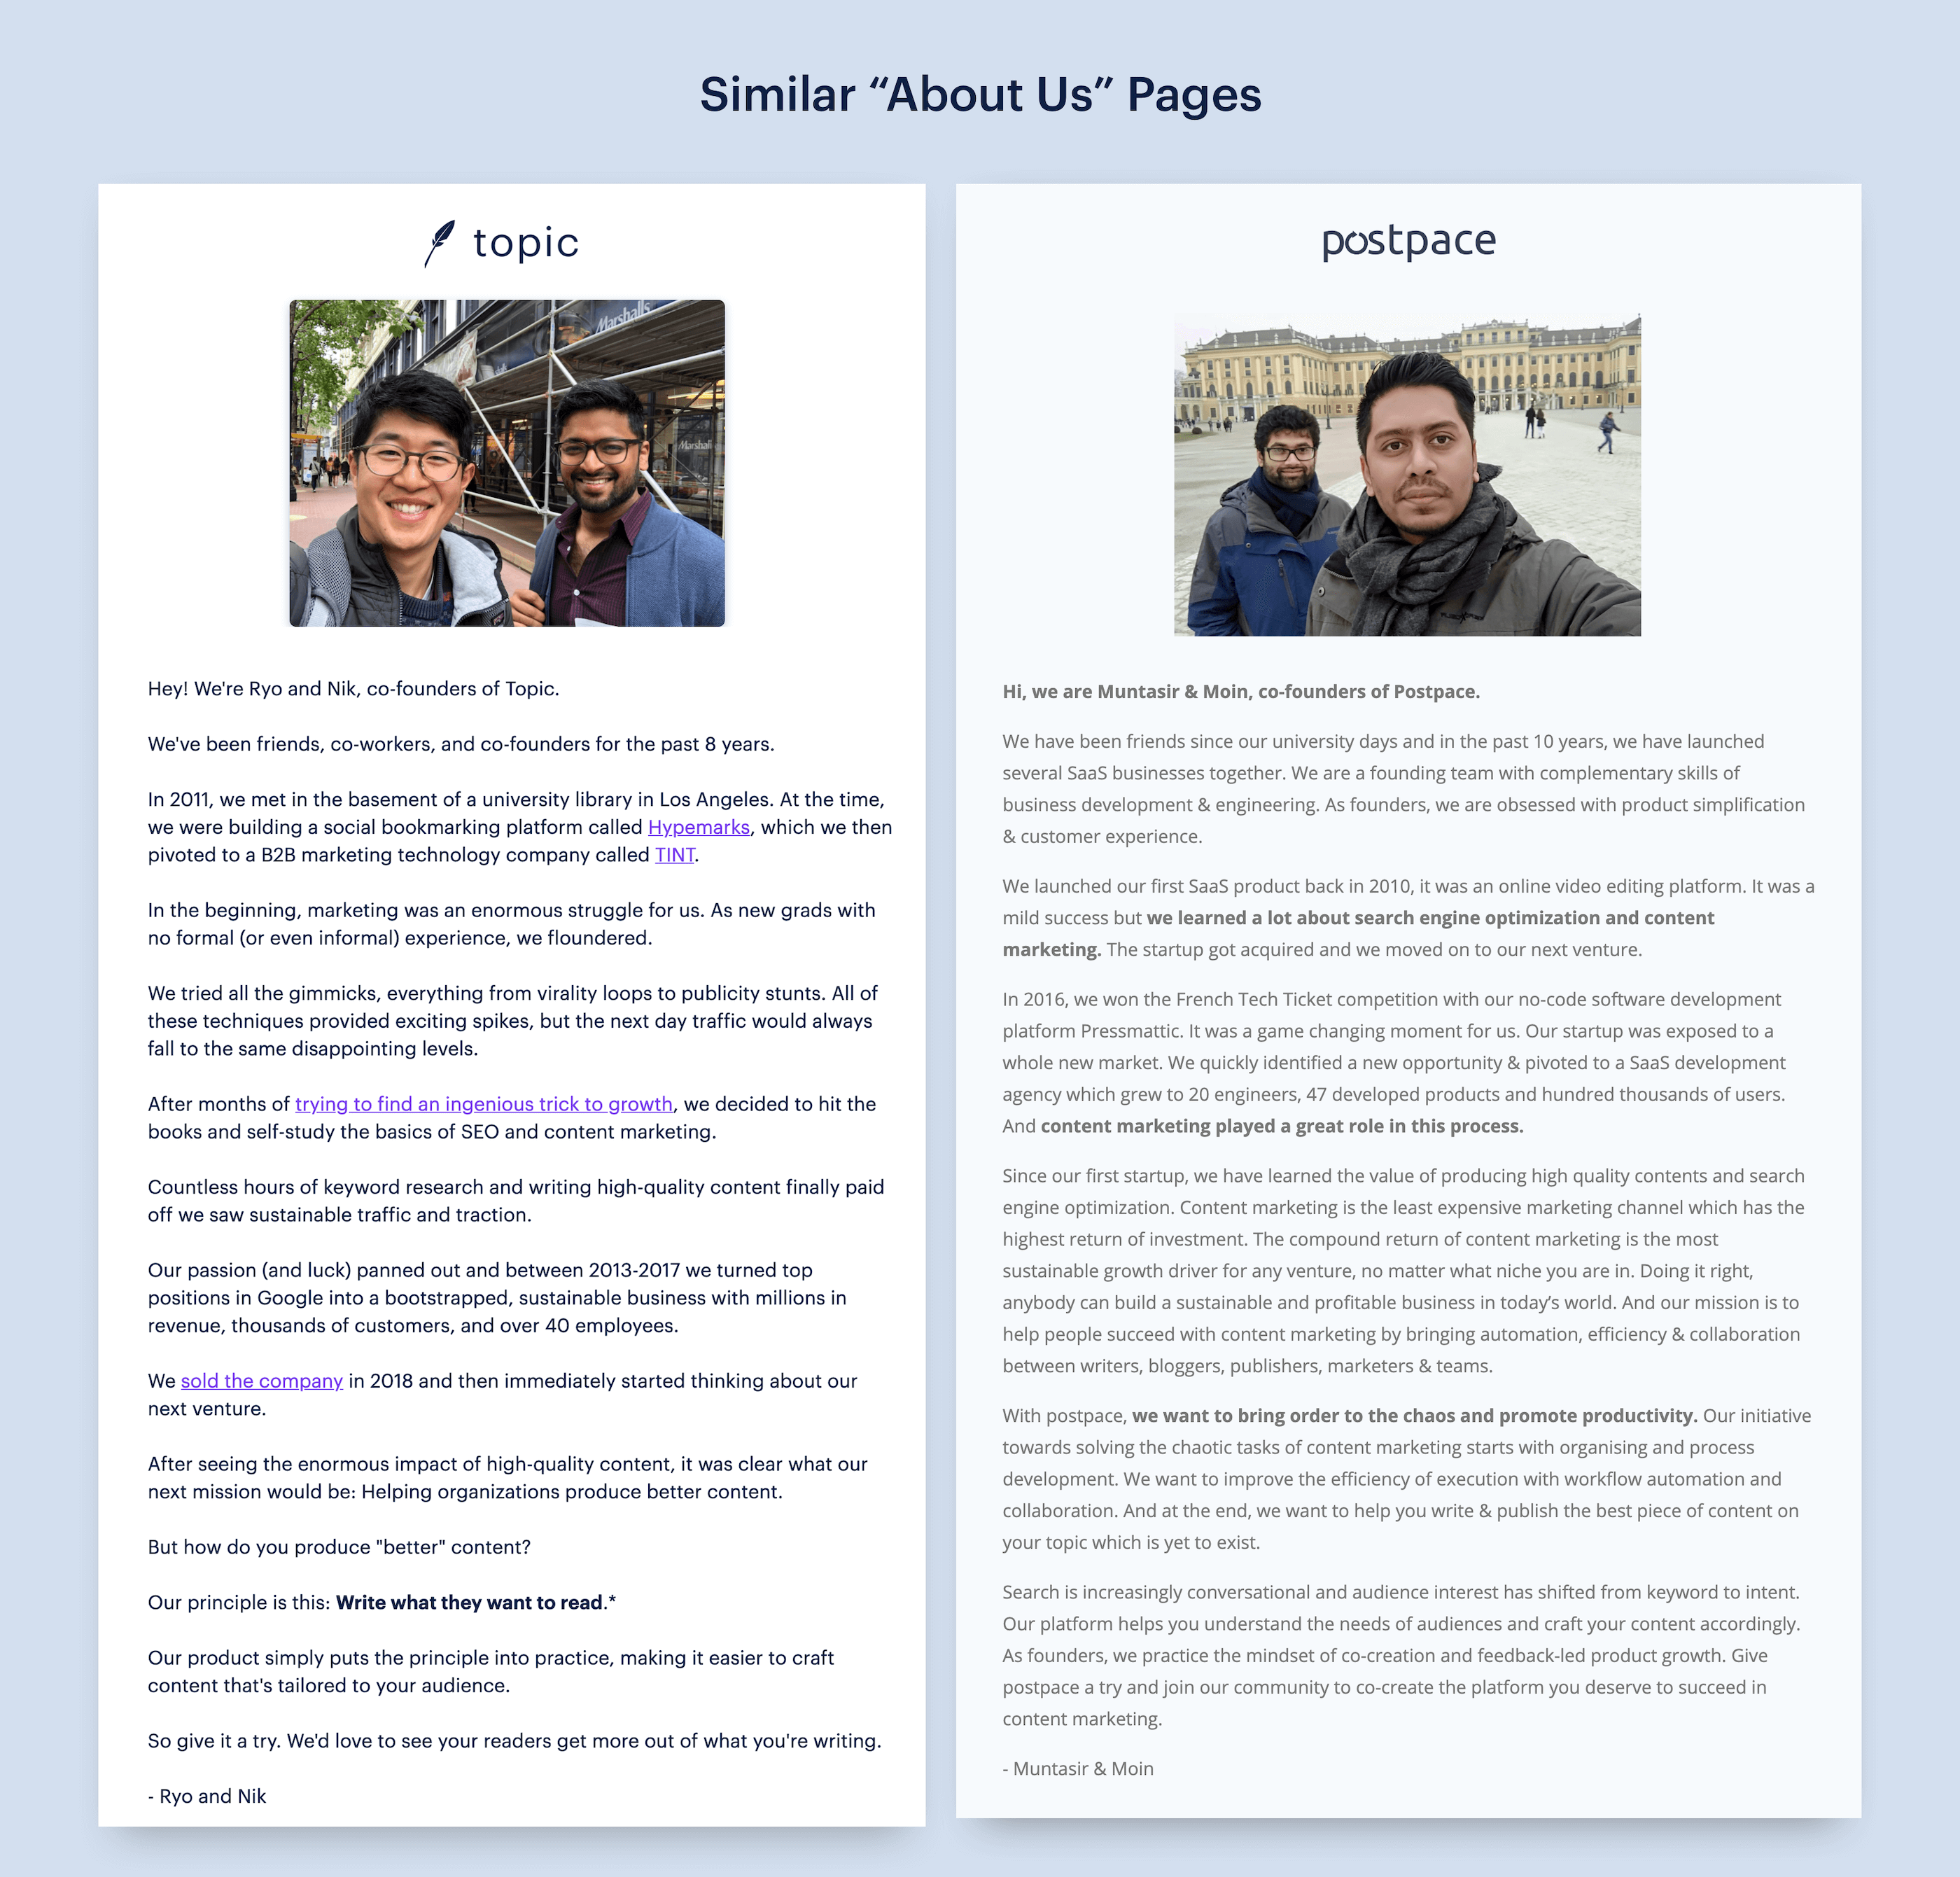 Similar “About Us” Pages
topic
Marshalls
Marshalls
Hey! We're Ryo and Nik, co-founders of Topic.
We've been friends, co-workers, and co-founders for the past 8 years.
In 2011, we met in the basement of a university library in Los Angeles. At the time,
we were building a social bookmarking platform called Hypemarks, which we then
pivoted to a B2B marketing technology company called TINT.
In the beginning, marketing was an enormous struggle for us. As new grads with
no formal (or even informal) experience, we floundered.
We tried all the gimmicks, everything from virality loops to publicity stunts. All of
these techniques provided exciting spikes, but the next day traffic would always
fall to the same disappointing levels.
After months of trying to find an ingenious trick to growth, we decided to hit the
books and self-study the basics of SEO and content marketing.
Countless hours of keyword research and writing high-quality content finally paid
off we saw sustainable traffic and traction.
Our passion (and luck) panned out and between 2013-2017 we turned top
positions in Google into a bootstrapped, sustainable business with millions in
revenue, thousands of customers, and over 40 employees.
We sold the company in 2018 and then immediately started thinking about our
next venture.
After seeing the enormous impact of high-quality content, it was clear what our
next mission would be: Helping organizations produce better content.
But how do you produce "better" content?
Our principle is this: Write what they want to read.*
Our product simply puts the principle into practice, making it easier to craft
content that's tailored to your audience.
So give it a try. We'd love to see your readers get more out of what you're writing.
- Ryo and Nik
postpace
Hi, we are Muntasir & Moin, co-founders of Postpace.
We have been friends since our university days and in the past 10 years, we have launched
several SaaS businesses together. We are a founding team with complementary skills of
business development & engineering. As founders, we are obsessed with product simplification
& customer experience.
We launched our first SaaS product back in 2010, it was an online video editing platform. It was a
mild success but we learned a lot about search engine optimization and content
marketing. The startup got acquired and we moved on to our next venture.
In 2016, we won the French Tech Ticket competition with our no-code software development
platform Pressmattic. It was a game changing moment for us. Our startup was exposed to a
whole new market. We quickly identified a new opportunity & pivoted to a SaaS development
agency which grew to 20 engineers, 47 developed products and hundred thousands of users.
And content marketing played a great role in this process.
Since our first startup, we have learned the value of producing high quality contents and search
engine optimization. Content marketing is the least expensive marketing channel which has the
highest return of investment. The compound return of content marketing is the most
sustainable growth driver for any venture, no matter what niche you are in. Doing it right,
anybody can build a sustainable and profitable business in today’s world. And our mission is to
help people succeed with content marketing by bringing automation, efficiency & collaboration
between writers, bloggers, publishers, marketers & teams.
With postpace, we want to bring order to the chaos and promote productivity. Our initiative
towards solving the chaotic tasks of content marketing starts with organising and process
development. We want to improve the efficiency of execution with workflow automation and
collaboration. And at the end, we want to help you write & publish the best piece of content on
your topic which is yet to exist.
Search is increasingly conversational and audience interest has shifted from keyword to intent.
Our platform helps you understand the needs of audiences and craft your content accordingly.
As founders, we practice the mindset of co-creation and feedback-led product growth. Give
postpace a try and join our community to co-create the platform you deserve to succeed in
content marketing.
- Muntasir & Moin